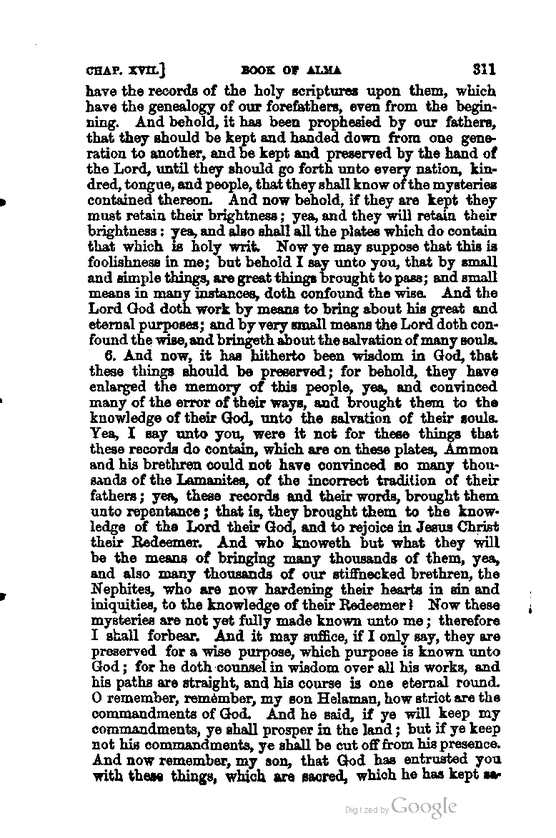 CHAP. XVII.] BOOK OF ALMA 311
have the records of the holy scriptures upon them, which
have the genealogy of our forefathers, even from the begin-
ning. And behold, it has been prophesied by our fathers,
that they should be kept and handed down from one gene-
ration to another, and be kept and preserved by the hand of
the Lord, until they should go forth unto every nation, kin-
dred, tongue, and people, that they shall know of the mysteries
contained thereon. And now behold, if they are kept they
must retain their brightness; yea, and they will retain their
brightness: yea, and also shall all the plates which do contain
that which is holy writ. Now ye may suppose that this is
foolishness in me; but behold I say unto you, that by small
and simple things, are great things brought to pass; and small
means in many instances, doth confound the wise. And the
Lord God doth work by means to bring about his great and
eternal purposes; and by very small means the Lord doth con-
found the wise, and bringeth about the salvation of many souls.
6. And now, it has hitherto been wisdom in God, that
these things should be preserved; for behold, they have
enlarged the memory of this people, yea, and convinced
many of the error of their ways, and brought them to the
knowledge of their God, unto the salvation of their souls.
Yea, I say unto you, were it not for these things that
these records do contain, which are on these plates, Ammon
and his brethren could not have convinced so many thou-
sands of the Lamanites, of the incorrect tradition of their
fathers; yea, these records and their words, brought them
unto repentance; that is, they brought them to the know-
ledge of the Lord their God, and to rejoice in Jesus Christ
their Redeemer. And who knoweth but what they will
be the means of bringing many thousands of them, yea,
and also many thousands of our stiffnecked brethren, the
Nephites, who are now hardening their hearts in sin and
iniquities, to the knowledge of their Redeemer! Now these
mysteries are not yet fully made known unto me; therefore
I shall forbear. And it may suffice, if I only say, they are
preserved for a wise purpose, which purpose is known unto
God; for he doth counsel in wisdom over all his works, and
his paths are straight, and his course is one eternal round.
O remember, remember, my son Helaman, how strict are the
commandments of God. And he said, if ye will keep my
commandments, ye shall prosper in the land; but if ye keep
not his commandments, ye shall be cut off from his presence.
And now remember, my son, that God has entrusted you
with these things, which are sacred, which he has kept sa-
Digitized by Google